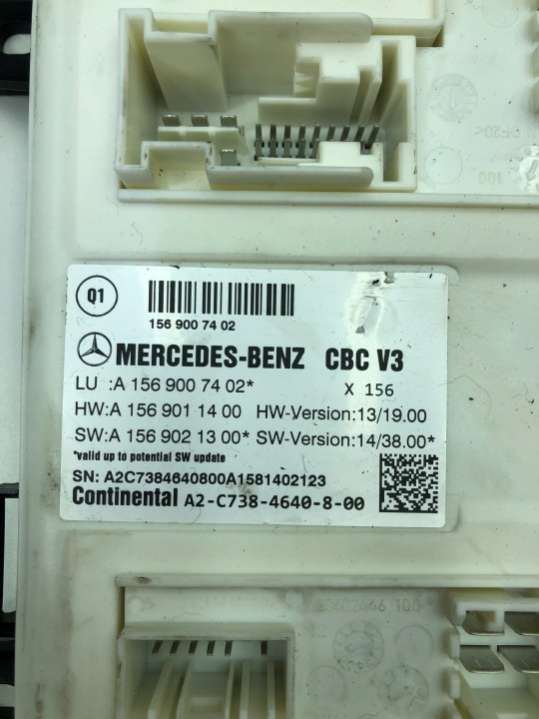 Q1
156 900 74 02
MERCEDES-BENZ CBC V3
LU :A 156 900 74 02* X 156
HW:A 156 901 14 00 HW-Version:13/19.00
SW:A 156 902 13 00* SW-Version:14/38.00*
*valid up to potential SW update
SN: A2C7384640800A1581402123
Continental A2-C738-4640-8-00